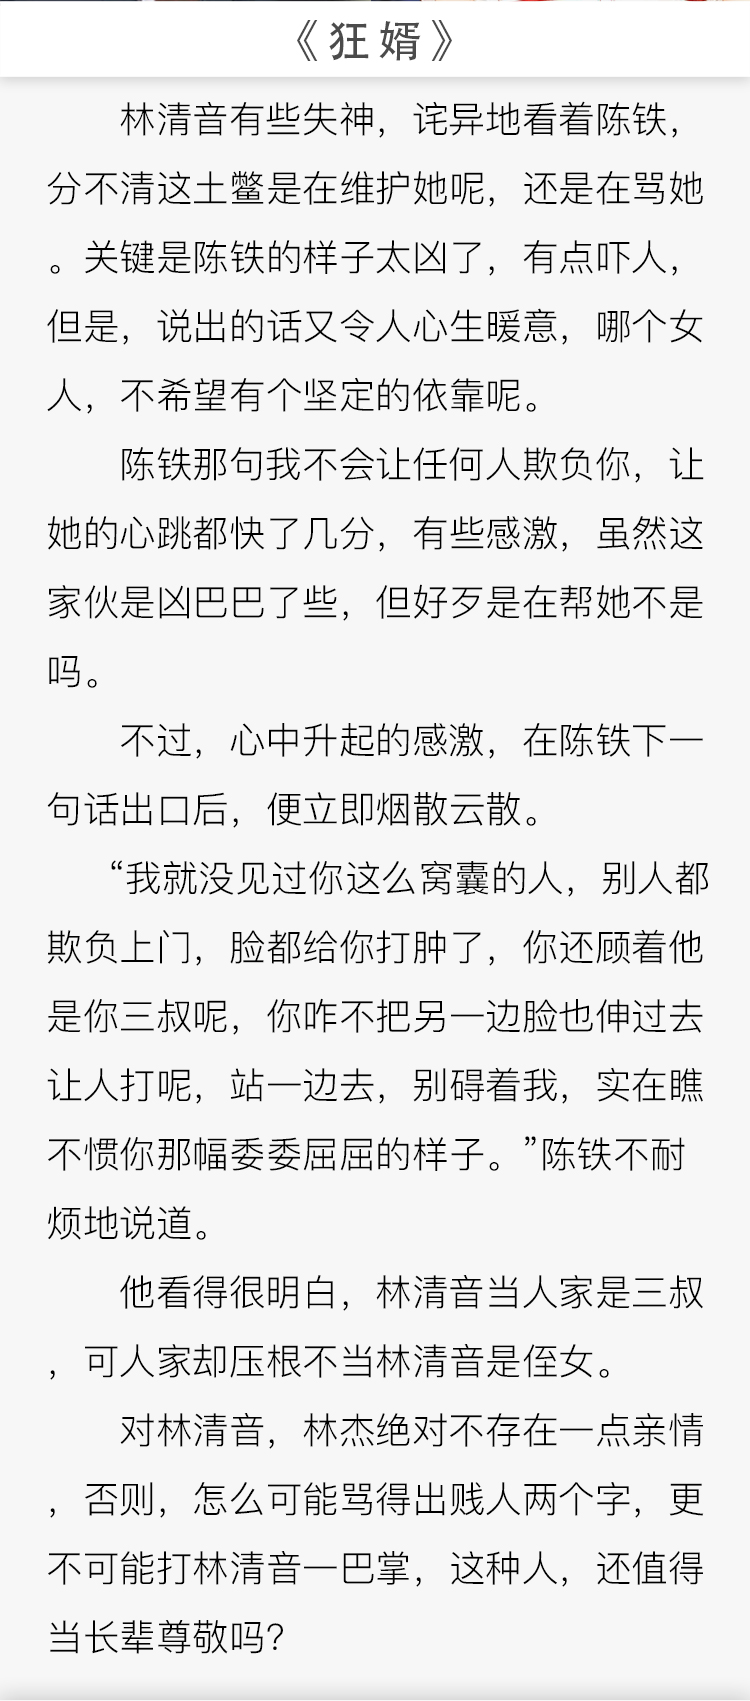 《狂婿》
林清音有些失神，诧异地看着陈铁，
分不清这土鳖是在维护她呢，还是在骂她
。关键是陈铁的样子太凶了，有点吓人，
但是，说出的话又令人心生暖意，哪个女
人，不希望有个坚定的依靠呢。
陈铁那句我不会让任何人欺负你，让
她的心跳都快了几分，有些感激，虽然这
家伙是凶巴巴了些，但好歹是在帮她不是
吗。
不过，心中升起的感激，在陈铁下一
句话出口后，便立即烟散云散。
“我就没见过你这么窝囊的人，别人都
欺负上门，脸都给你打肿了，你还顾着他
是你三叔呢，你咋不把另一边脸也伸过去
让人打呢，站一边去，别碍着我，实在瞧
不惯你那幅委委屈屈的样子。”陈铁不耐
烦地说道。
他看得很明白，林清音当人家是三叔
，可人家却压根不当林清音是侄女。
对林清音，林杰绝对不存在一点亲情
，否则，怎么可能骂得出贱人两个字，更
不可能打林清音一巴掌，这种人，还值得
当长辈尊敬吗？